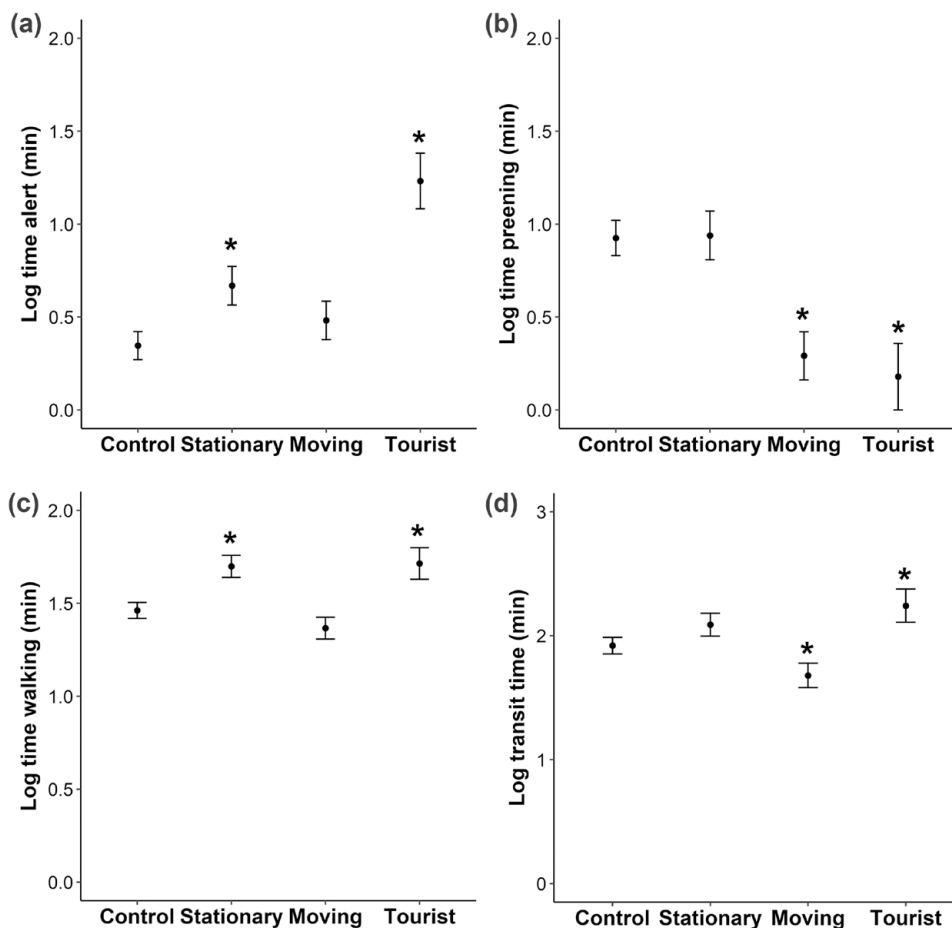 (a)
Log time alert (min)
2.0
1.5
1.0
0.5
0.0
*
*
Control Stationary Moving Tourist
(b)
Log time preening (min)
2.0
1.5
1.0
0.5
0.0
*
*
Control Stationary Moving Tourist
(c)
Log time walking (min)
2.0
1.5
1.0
0.5
0.0
*
*
Control Stationary Moving Tourist
(d)
Log transit time (min)
3
2
1
0
*
*
Control Stationary Moving Tourist